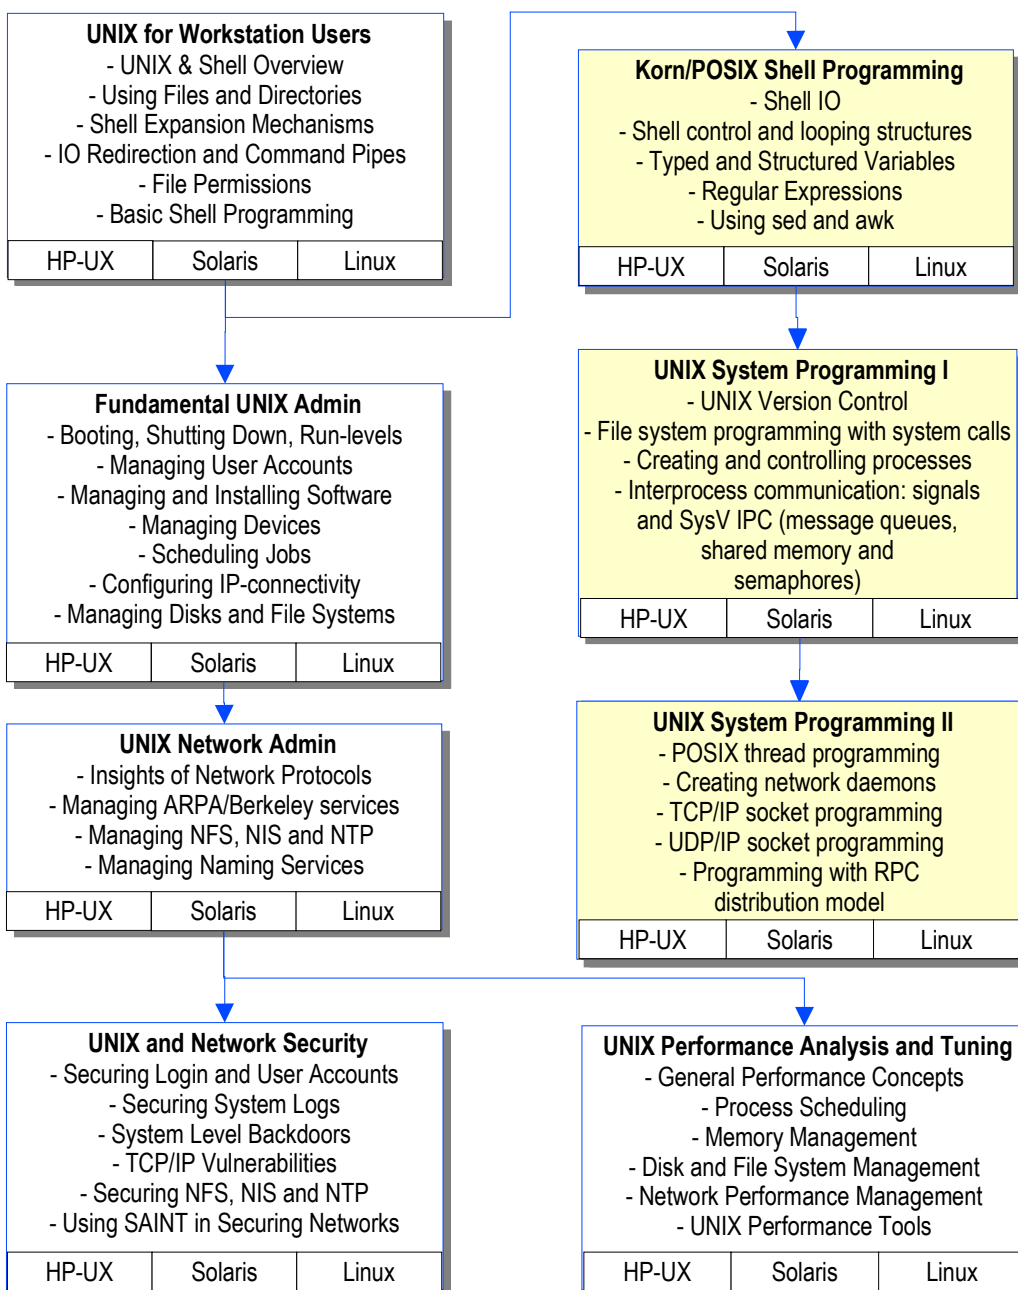 UNIX for Workstation Users
- UNIX & Shell Overview
- Using Files and Directories
- Shell Expansion Mechanisms
- IO Redirection and Command Pipes
- File Permissions
- Basic Shell Programming
HP-UX Solaris Linux
Korn/POSIX Shell Programming
- Shell IO
- Shell control and looping structures
- Typed and Structured Variables
- Regular Expressions
- Using sed and awk
HP-UX Solaris Linux
Fundamental UNIX Admin
- Booting, Shutting Down, Run-levels
- Managing User Accounts
- Managing and Installing Software
- Managing Devices
- Scheduling Jobs
- Configuring IP-connectivity
- Managing Disks and File Systems
HP-UX Solaris Linux
UNIX System Programming I
- UNIX Version Control
- File system programming with system calls
- Creating and controlling processes
- Interprocess communication: signals
and SysV IPC (message queues,
shared memory and
semaphores)
HP-UX Solaris Linux
UNIX Network Admin
- Insights of Network Protocols
- Managing ARPA/Berkeley services
- Managing NFS, NIS and NTP
- Managing Naming Services
HP-UX Solaris Linux
UNIX System Programming II
- POSIX thread programming
- Creating network daemons
- TCP/IP socket programming
- UDP/IP socket programming
- Programming with RPC
distribution model
HP-UX Solaris Linux
UNIX and Network Security
- Securing Login and User Accounts
- Securing System Logs
- System Level Backdoors
- TCP/IP Vulnerabilities
- Securing NFS, NIS and NTP
- Using SAINT in Securing Networks
HP-UX Solaris Linux
UNIX Performance Analysis and Tuning
- General Performance Concepts
- Process Scheduling
- Memory Management
- Disk and File System Management
- Network Performance Management
- UNIX Performance Tools
HP-UX Solaris Linux